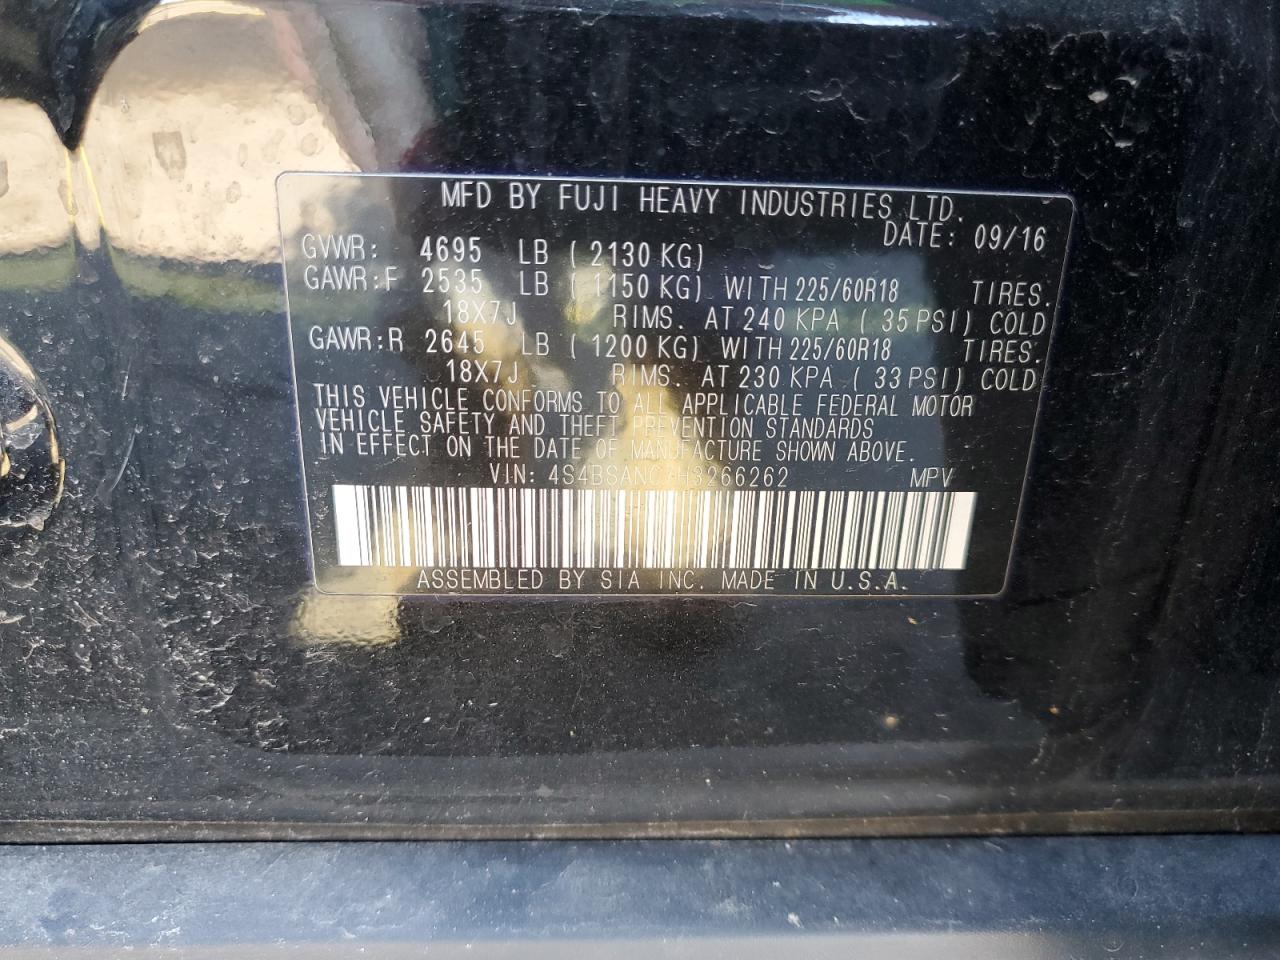 MFD BY FUJI HEAVY INDUSTRIES LTD.
DATE: 09/16
GVWR: 4695 LB ( 2130 KG)
GAWR:F 2535 LB ( 1150 KG) WITH 225/60R18 TIRES.
18X7J RIMS. AT 240 KPA ( 35 PSI) COLD
GAWR:R 2645 LB ( 1200 KG) WITH 225/60R18 TIRES.
18X7J RIMS. AT 230 KPA ( 33 PSI) COLD
THIS VEHICLE CONFORMS TO ALL APPLICABLE FEDERAL MOTOR
VEHICLE SAFETY AND THEFT PREVENTION STANDARDS
IN EFFECT ON THE DATE OF MANUFACTURE SHOWN ABOVE.
VIN: 4S4BSANC7H3266262 MPV
ASSEMBLED BY SIA INC. MADE IN U.S.A.